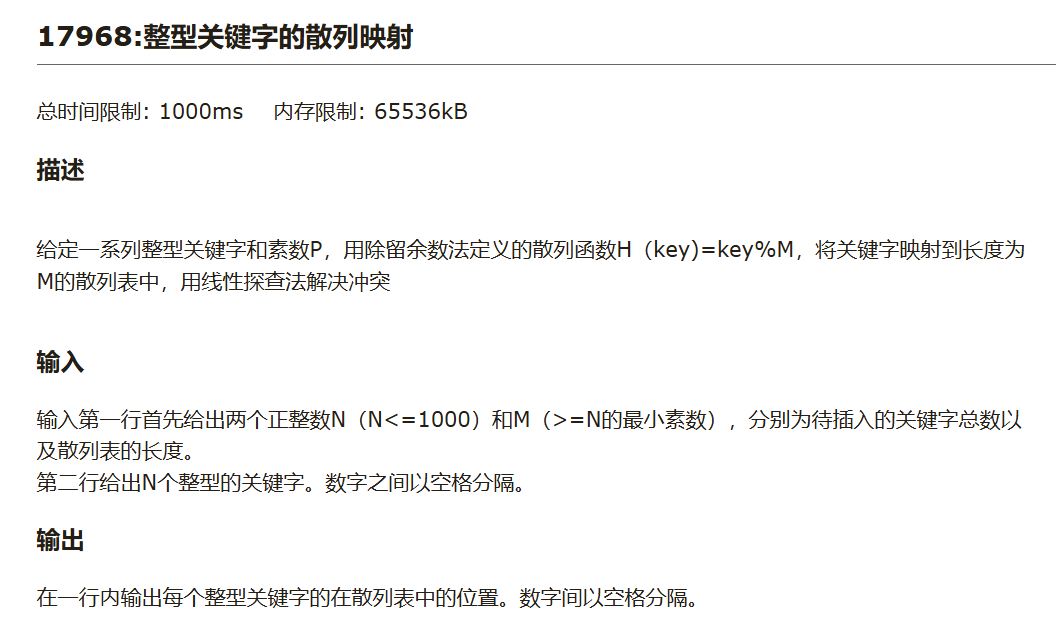 17968:整型关键字的散列映射
总时间限制: 1000ms 内存限制: 65536kB
描述
给定一系列整型关键字和素数P，用除留余数法定义的散列函数H（key)=key%M，将关键字映射到长度为
M的散列表中，用线性探查法解决冲突
输入
输入第一行首先给出两个正整数N（N<=1000）和M（>=N的最小素数），分别为待插入的关键字总数以
及散列表的长度。
第二行给出N个整型的关键字。数字之间以空格分隔。
输出
在一行内输出每个整型关键字的在散列表中的位置。数字间以空格分隔。